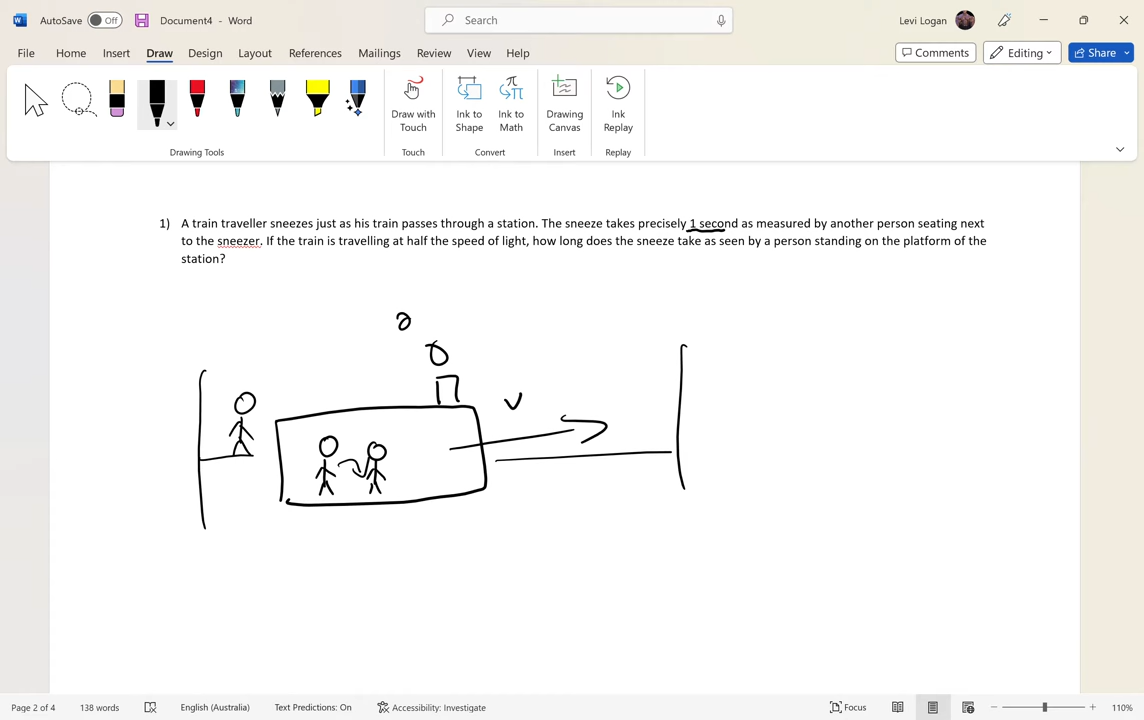 AutoSave Off Document4 - Word Search Levi Logan
File Home Insert Draw Design Layout References Mailings Review View Help Comments Editing Share
Draw with Touch
Ink to Shape
Ink to Math
Drawing Canvas
Ink Replay
Drawing Tools Touch Convert Insert Replay
1) A train traveller sneezes just as his train passes through a station. The sneeze takes precisely 1 second as measured by another person seating next
to the sneezer. If the train is travelling at half the speed of light, how long does the sneeze take as seen by a person standing on the platform of the
station?
v
Page 2 of 4 138 words English (Australia) Text Predictions: On Accessibility: Investigate Focus 110%